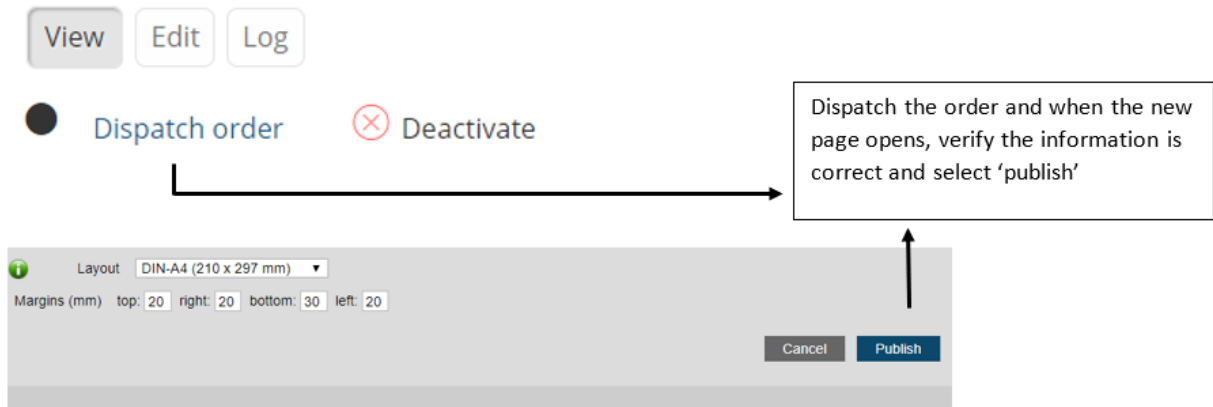 View Edit Log
Dispatch order Deactivate
Dispatch the order and when the new
page opens, verify the information is
correct and select ‘publish’
Layout DIN-A4 (210 x 297 mm)
Margins (mm) top: 20 right: 20 bottom: 30 left: 20
Cancel Publish